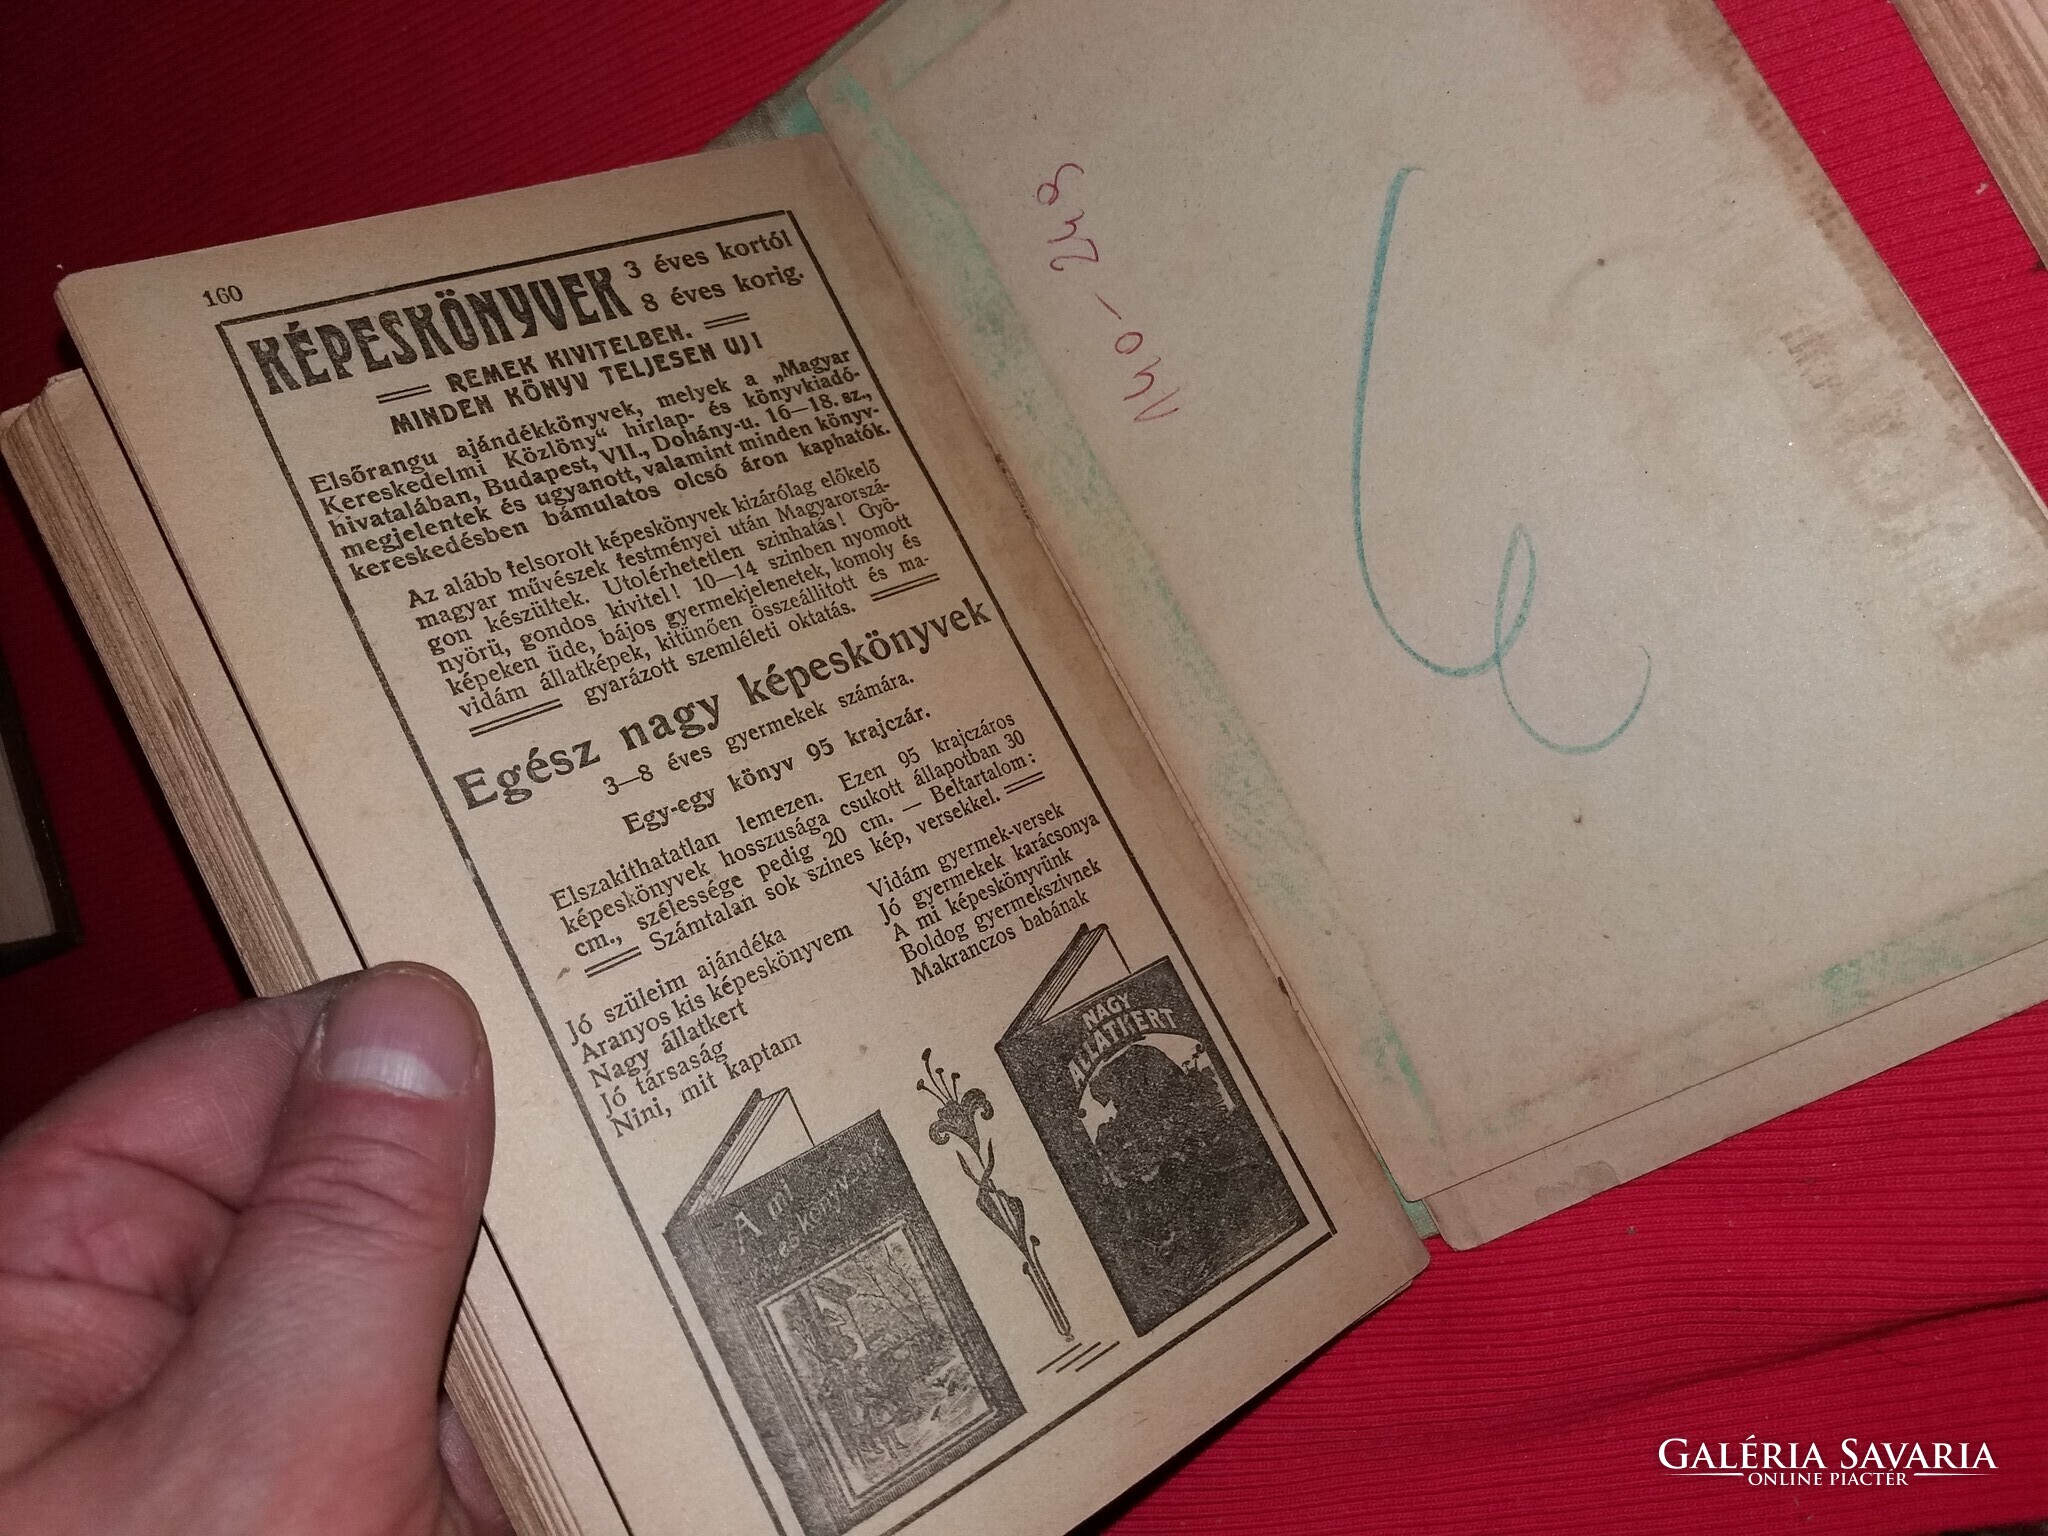 160
KÉPESKÖNYVEK 3 éves kortól
8 éves korig.
REMEK KIVITELBEN.
MINDEN KÖNYV TELJESEN UJ!
Elsőrangu ajándékkönyvek, melyek a „Magyar
Kereskedelmi Közlöny“ hirlap- és könyvkiadó-
hivatalában, Budapest, VII., Dohány-u. 16—18. sz.,
megjelentek és ugyanott, valamint minden könyv-
kereskedésben bámulatos olcsó áron kaphatók.
Az alább felsorolt képeskönyvek kizárólag előkelő
magyar művészek festményei után Magyarorszá-
gon készültek. Utolérhetetlen szinhatás! Gyö-
nyörü, gondos kivitel! 10—14 szinben nyomott
képeken üde, bájos gyermekjelenetek, komoly és
vidám állatképek, kitünően összeállitott és ma-
gyarázott szemléleti oktatás.
Egész nagy képeskönyvek
3—8 éves gyermekek számára.
Egy-egy könyv 95 krajczár.
Elszakithatatlan lemezen. Ezen 95 krajczáros
képeskönyvek hosszusága csukott állapotban 30
cm., szélessége pedig 20 cm. — Beltartalom:
Számtalan sok szines kép, versekkel.
Jó szüleim ajándéka
Aranyos kis képeskönyvem
Nagy állatkert
Jó társaság
Nini, mit kaptam
Vidám gyermek-versek
Jó gyermekek karácsonya
A mi képeskönyvünk
Boldog gyermekszivnek
Makranczos babának
A mi
képeskönyvünk
NAGY
ÁLLATKERT
140 - 248
GALÉRIA SAVARIA
ONLINE PIACTÉR